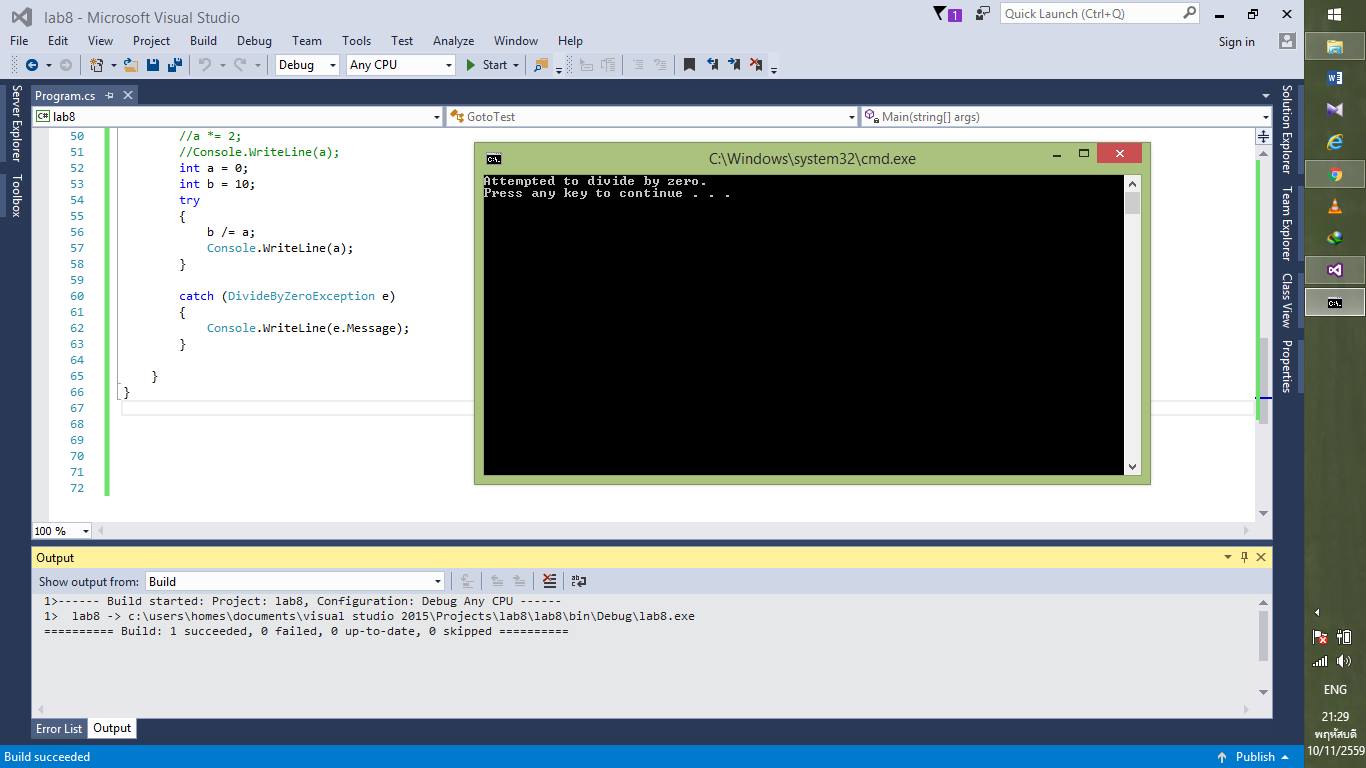 lab8 - Microsoft Visual Studio
1
Quick Launch (Ctrl+Q)
File Edit View Project Build Debug Team Tools Test Analyze Window Help
Sign in
Debug Any CPU Start
Server Explorer
Toolbox
Program.cs
C# lab8
GotoTest
Main(string[] args)
50 //a *= 2;
51 //Console.WriteLine(a);
52 int a = 0;
53 int b = 10;
54 try
55 {
56 b /= a;
57 Console.WriteLine(a);
58 }
59
60 catch (DivideByZeroException e)
61 {
62 Console.WriteLine(e.Message);
63 }
64
65 }
66 }
67
68
69
70
71
72
C:\Windows\system32\cmd.exe
Attempted to divide by zero.
Press any key to continue . . .
Solution Explorer
Team Explorer
Class View
Properties
100 %
Output
Show output from: Build
1>------ Build started: Project: lab8, Configuration: Debug Any CPU ------
1>  lab8 -> c:\users\homes\documents\visual studio 2015\Projects\lab8\lab8\bin\Debug\lab8.exe
========== Build: 1 succeeded, 0 failed, 0 up-to-date, 0 skipped ==========
Error List Output
Build succeeded
Publish
ENG
21:29
พฤหัสบดี
10/11/2559